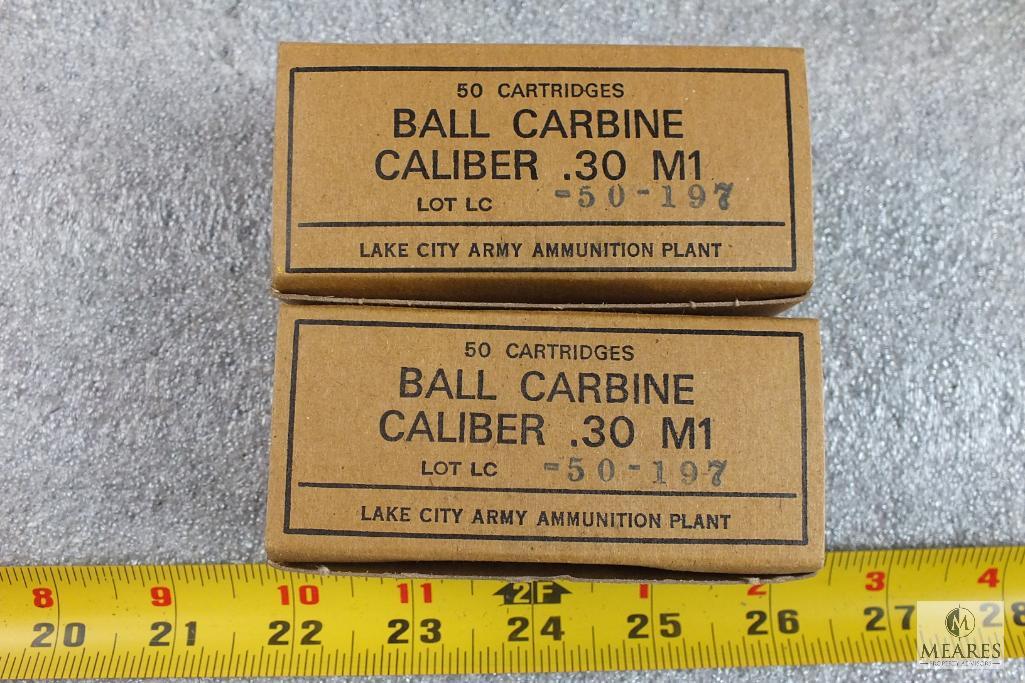 50 CARTRIDGES
BALL CARBINE
CALIBER .30 M1
LOT LC -50-197
LAKE CITY ARMY AMMUNITION PLANT
50 CARTRIDGES
BALL CARBINE
CALIBER .30 M1
LOT LC -50-197
LAKE CITY ARMY AMMUNITION PLANT
8 9 10 11 2F 1 2 3 4
20 21 22 23 24 25 26 27 28
M
MEARES
PROPERTY ADVISORS